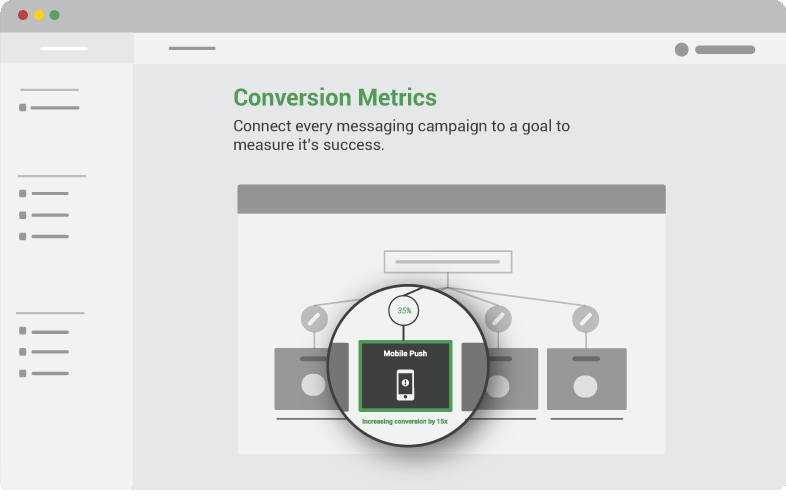 Conversion Metrics
Connect every messaging campaign to a goal to
measure it's success.
35%
Mobile Push
Increasing conversion by 15x